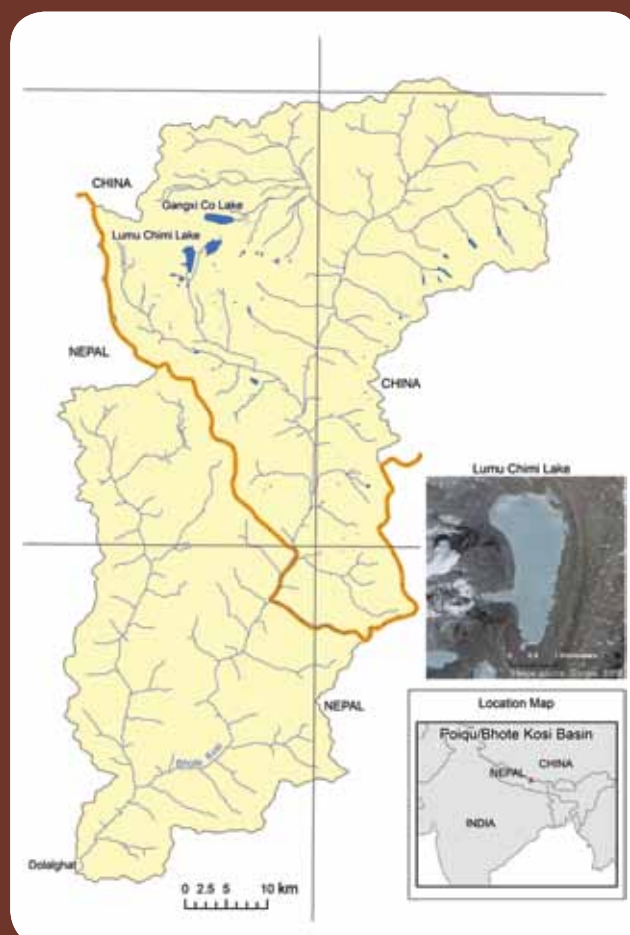 CHINA
Gangxi Co Lake
Lumu Chimi Lake
NEPAL
CHINA
Lumu Chimi Lake
NEPAL
Bhote Kosi
Dolalghat
0 2.5 5 10 km
Location Map
Poiqu/Bhote Kosi Basin
CHINA
NEPAL
INDIA